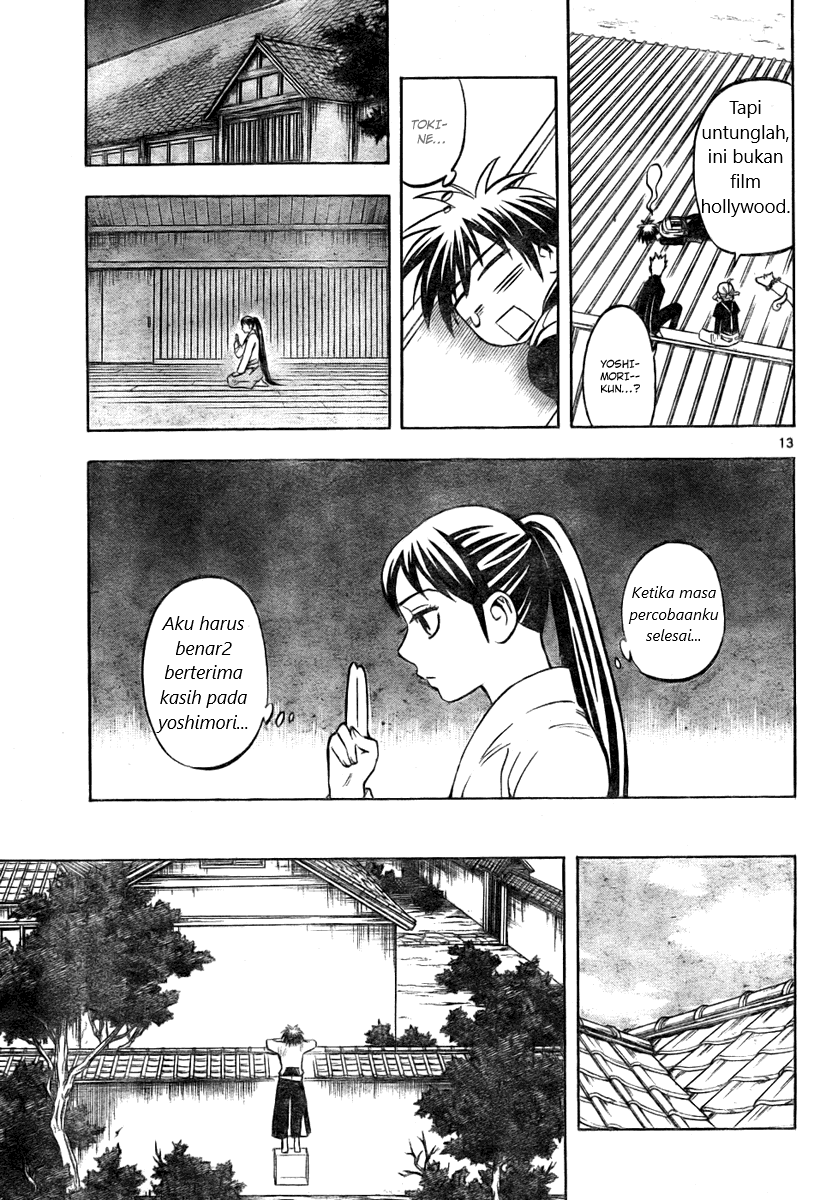 Tapi
untunglah,
ini bukan
film
hollywood.
YOSHI-
MORI--
KUN...?
TOKI-
NE...
13
Ketika masa
percobaanku
selesai...
Aku harus
benar2
berterima
kasih pada
yoshimori...